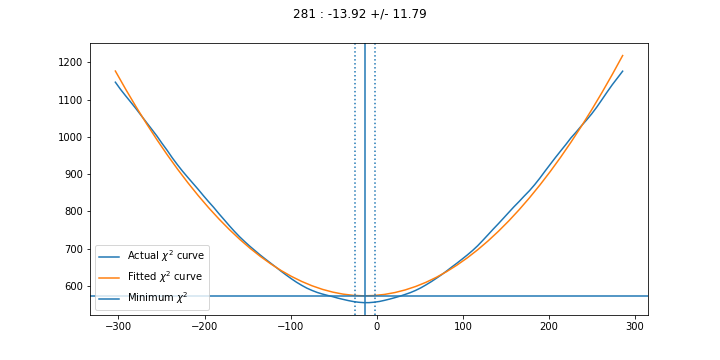 281 : -13.92 +/- 11.79
1200
1100
1000
900
800
700
600
Actual χ² curve
Fitted χ² curve
Minimum χ²
−300 −200 −100 0 100 200 300